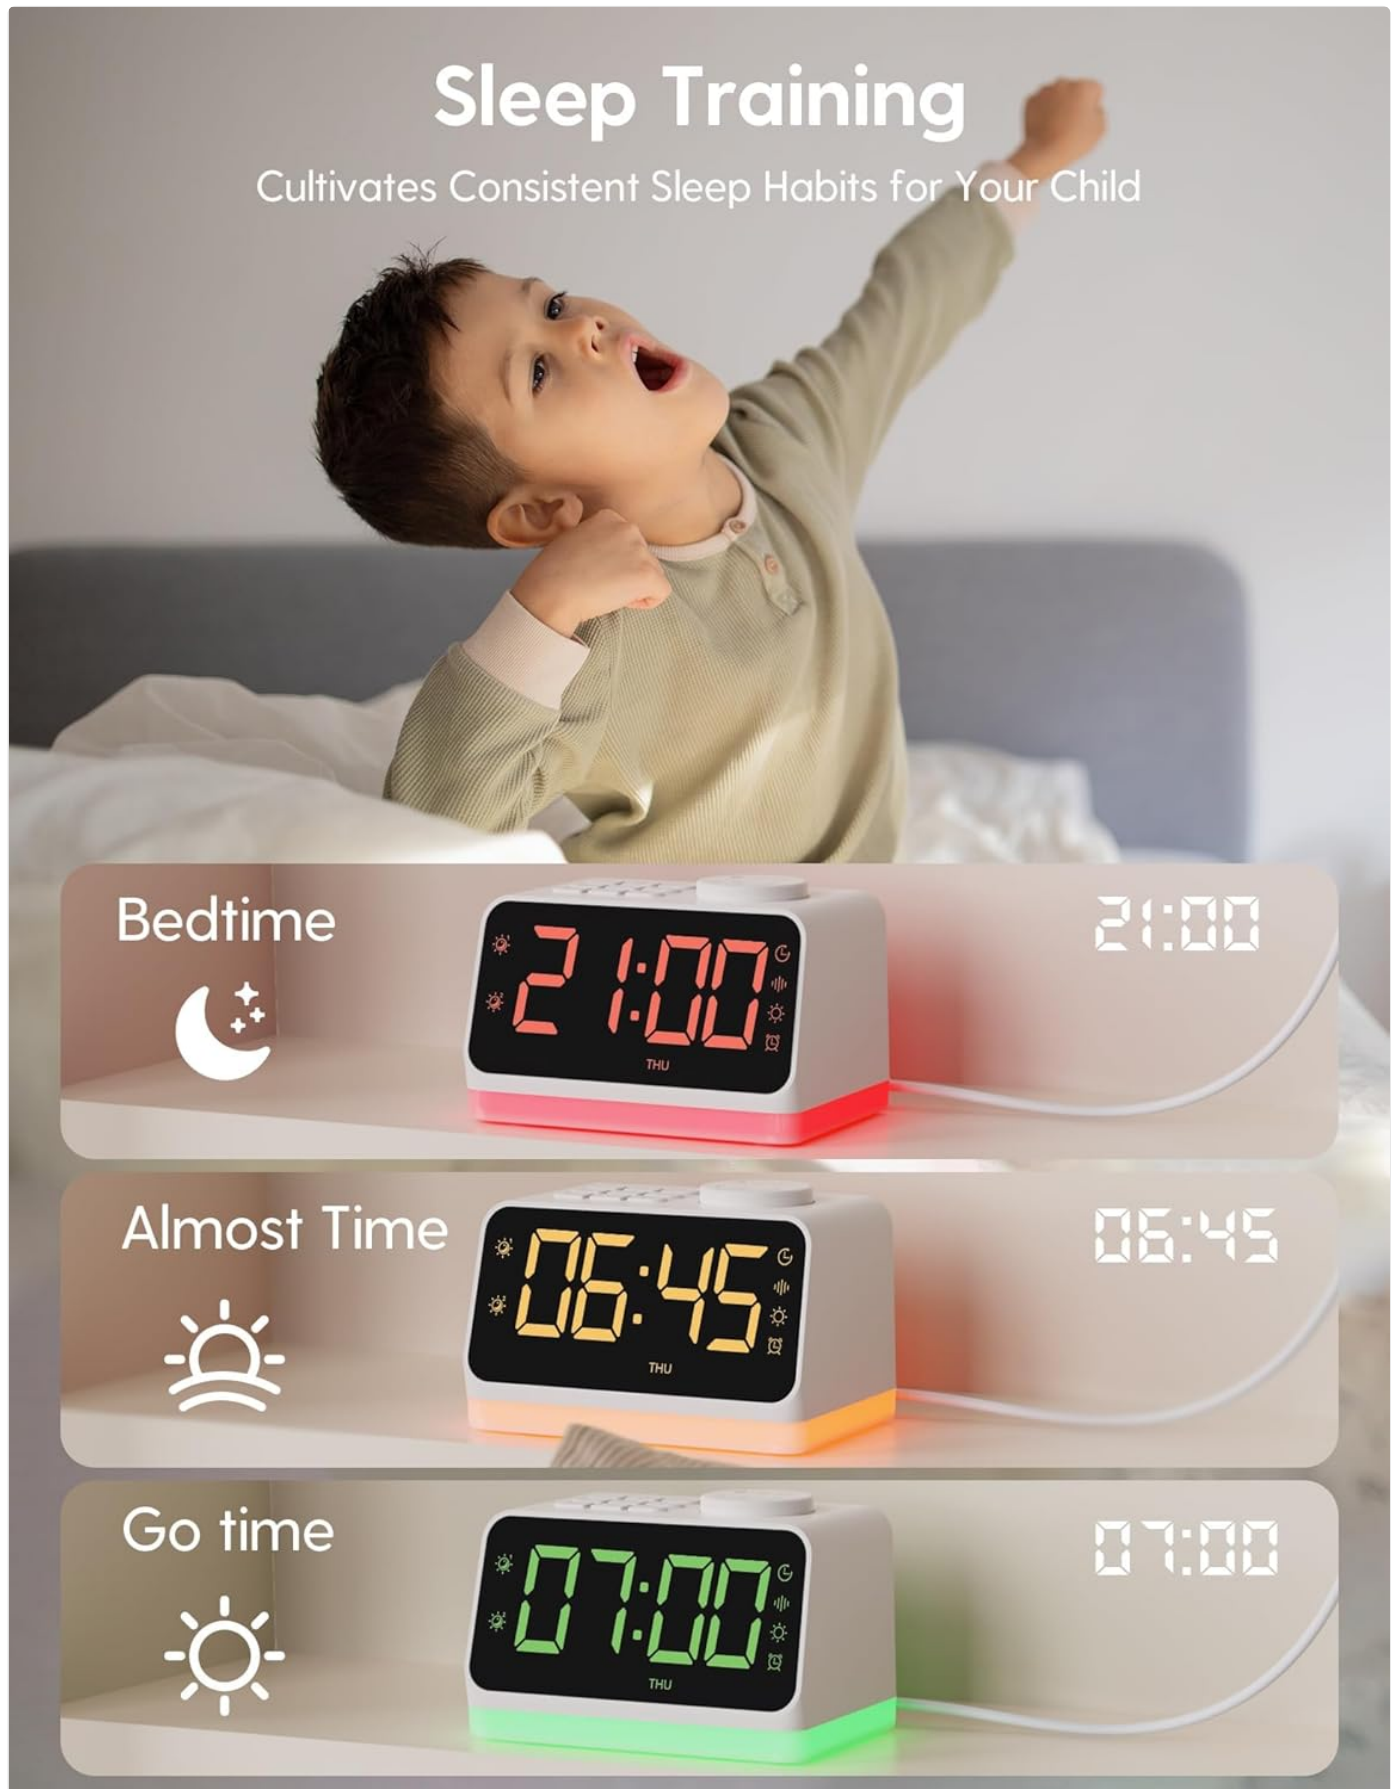 Sleep Training
Cultivates Consistent Sleep Habits for Your Child
Bedtime
21:00
THU
21:00
Almost Time
06:45
THU
06:45
Go time
07:00
THU
07:00